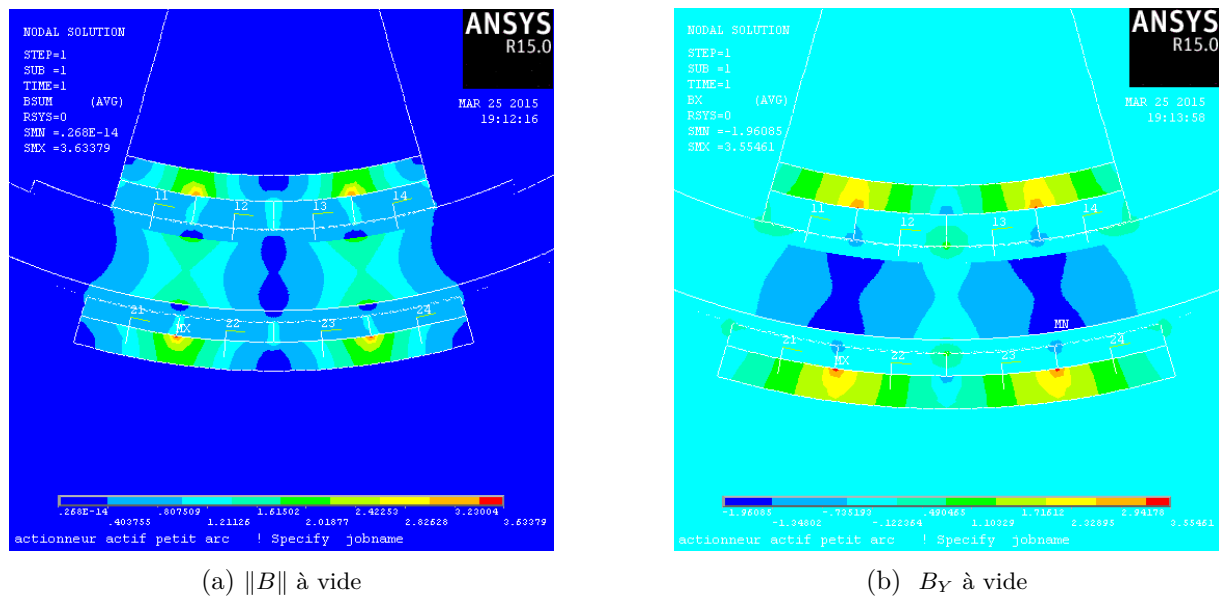 NODAL SOLUTION
STEP=1
SUB =1
TIME=1
BSUM (AVG)
RSYS=0
SMN =.268E-14
SMX =3.63379
ANSYS
R15.0
MAR 25 2015
19:12:16
11
12
13
14
21
MX
22
23
24
.268E-14
.807509
1.61502
2.42253
3.23004
.403755
1.21126
2.01877
2.82628
3.63379
actionneur actif petit arc ! Specify jobname
(a) ‖B‖ à vide
NODAL SOLUTION
STEP=1
SUB =1
TIME=1
BX (AVG)
RSYS=0
SMN =-1.96085
SMX =3.55461
ANSYS
R15.0
MAR 25 2015
19:13:58
11
12
13
14
MN
21
MX
22
23
24
-1.96085
-.735193
.490465
1.71612
2.94178
-1.34802
-.122364
1.10329
2.32895
3.55461
actionneur actif petit arc ! Specify jobname
(b) B_Y à vide